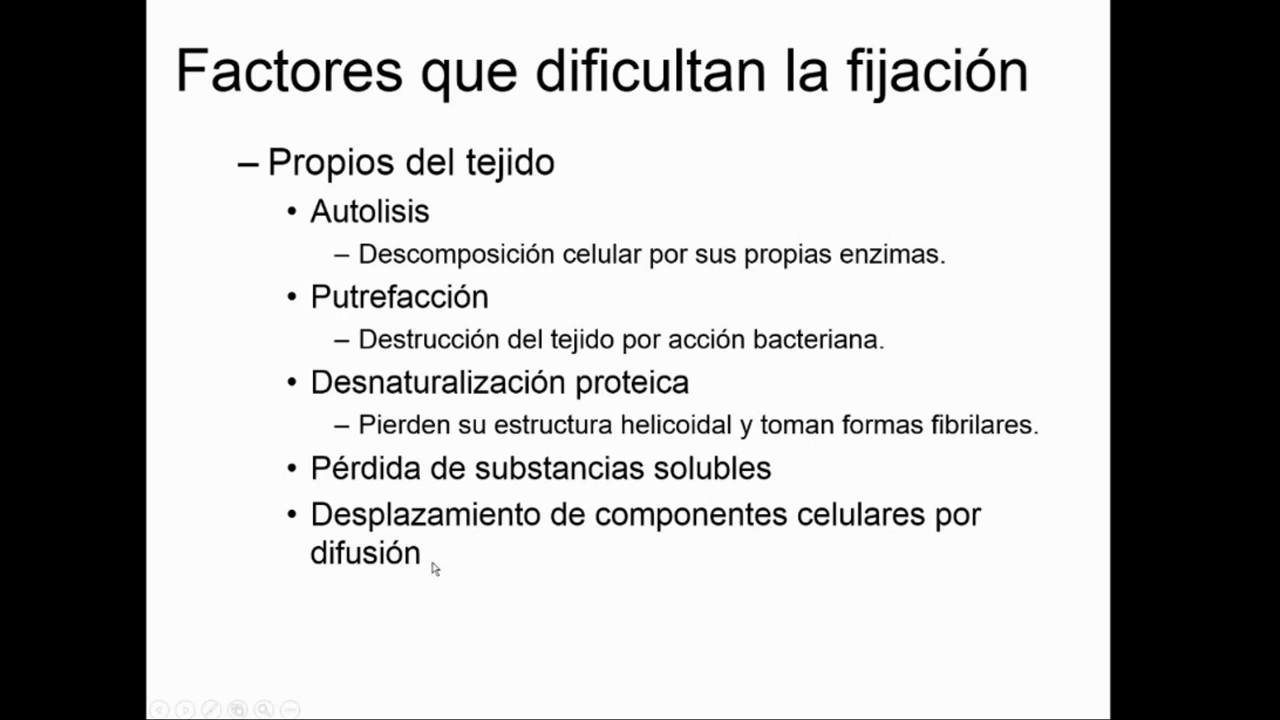 Factores que dificultan la fijación
– Propios del tejido
• Autolisis
– Descomposición celular por sus propias enzimas.
• Putrefacción
– Destrucción del tejido por acción bacteriana.
• Desnaturalización proteica
– Pierden su estructura helicoidal y toman formas fibrilares.
• Pérdida de substancias solubles
• Desplazamiento de componentes celulares por
difusión